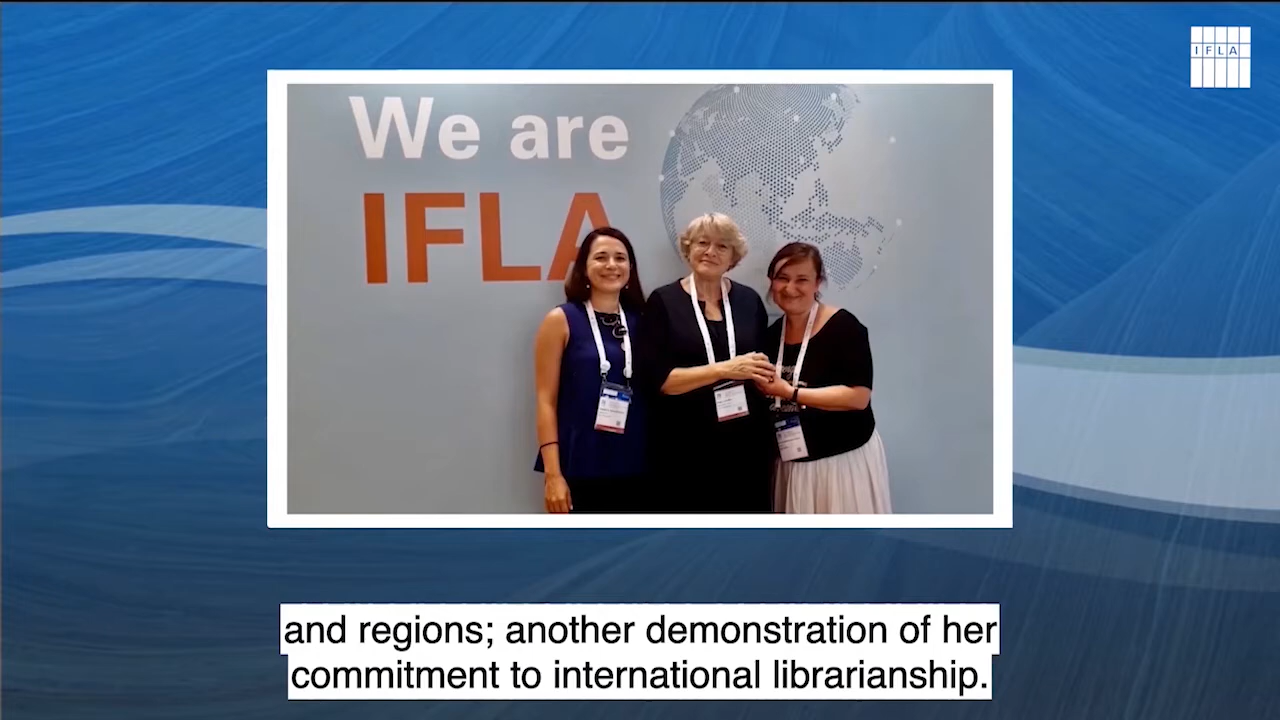 IFLA
We are
IFLA
and regions; another demonstration of her
commitment to international librarianship.